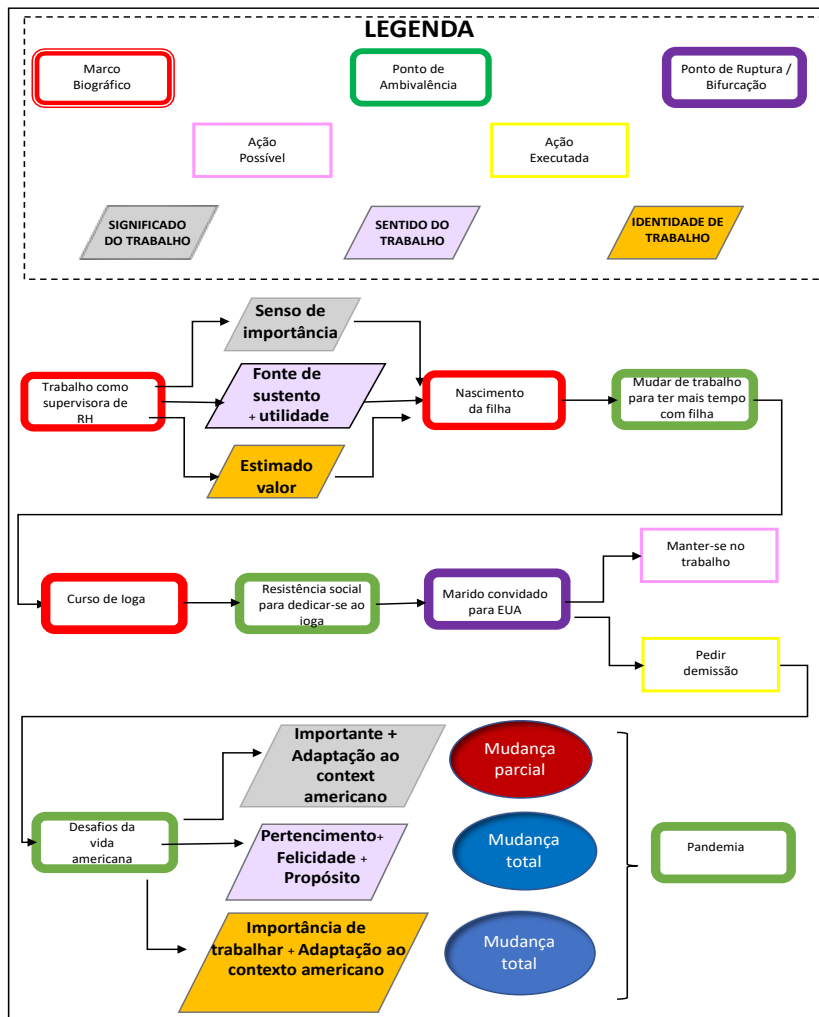 LEGENDA
Marco
Biográfico
Ponto de
Ambivalência
Ponto de Ruptura /
Bifurcação
Ação
Possível
Ação
Executada
SIGNIFICADO
DO TRABALHO
SENTIDO DO
TRABALHO
IDENTIDADE DE
TRABALHO
Trabalho como
supervisora de
RH
Senso de
importância
Fonte de
sustento
+ utilidade
Estimado
valor
Nascimento
da filha
Mudar de trabalho
para ter mais tempo
com filha
Curso de Ioga
Resistência social
para dedicar-se ao
ioga
Marido convidado
para EUA
Manter-se no
trabalho
Pedir
demissão
Desafios da
vida
americana
Importante +
Adaptação ao
context
americano
Mudança
parcial
Pertencimento+
Felicidade +
Propósito
Mudança
total
Importância de
trabalhar + Adaptação ao
contexto americano
Mudança
total
Pandemia